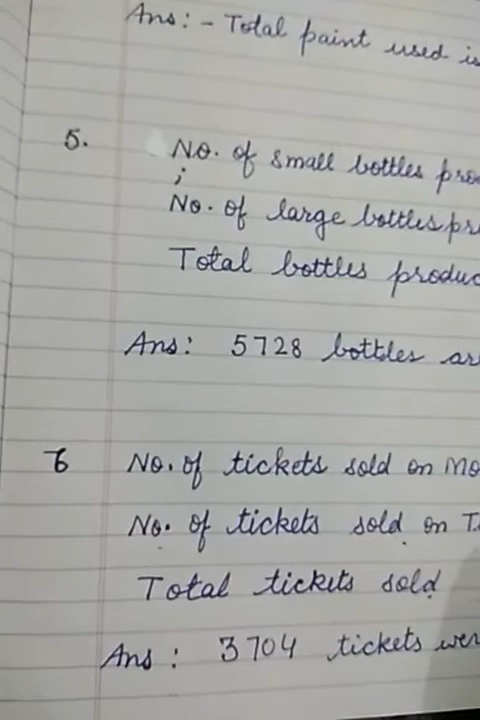 Ans: - Total paint used is
5. No. of small bottles
No. of large bottles
Total bottles
Ans: 5728 bottles
6 No. of tickets sold on
No. of tickets sold on
Total tickets sold
Ans: 3704 tickets